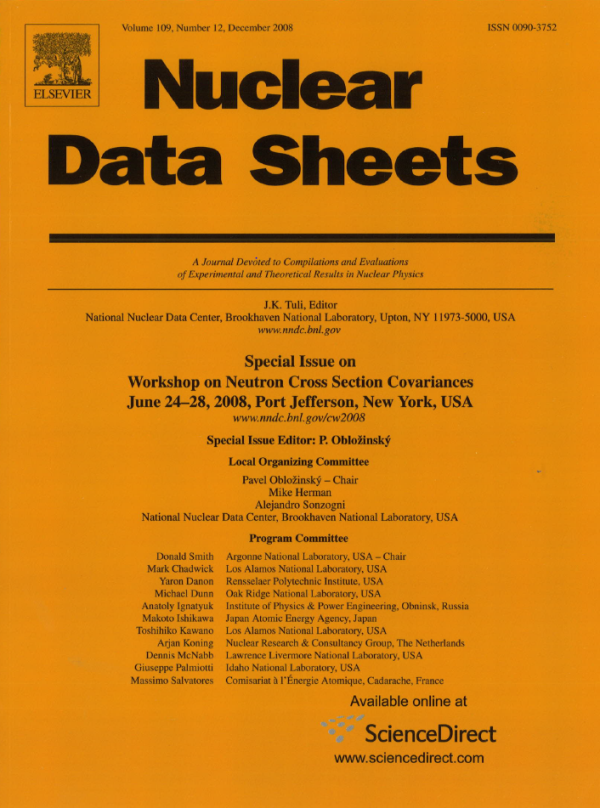 Volume 109, Number 12, December 2008
ISSN 0090-3752
ELSEVIER
Nuclear
Data Sheets
A Journal Devoted to Compilations and Evaluations
of Experimental and Theoretical Results in Nuclear Physics
J.K. Tuli, Editor
National Nuclear Data Center, Brookhaven National Laboratory, Upton, NY 11973-5000, USA
www.nndc.bnl.gov
Special Issue on
Workshop on Neutron Cross Section Covariances
June 24–28, 2008, Port Jefferson, New York, USA
www.nndc.bnl.gov/cw2008
Special Issue Editor: P. Obložinský
Local Organizing Committee
Pavel Obložinský – Chair
Mike Herman
Alejandro Sonzogni
National Nuclear Data Center, Brookhaven National Laboratory, USA
Program Committee
Donald Smith Argonne National Laboratory, USA – Chair
Mark Chadwick Los Alamos National Laboratory, USA
Yaron Danon Rensselaer Polytechnic Institute, USA
Michael Dunn Oak Ridge National Laboratory, USA
Anatoly Ignatyuk Institute of Physics & Power Engineering, Obninsk, Russia
Makoto Ishikawa Japan Atomic Energy Agency, Japan
Toshihiko Kawano Los Alamos National Laboratory, USA
Arjan Koning Nuclear Research & Consultancy Group, The Netherlands
Dennis McNabb Lawrence Livermore National Laboratory, USA
Giuseppe Palmiotti Idaho National Laboratory, USA
Massimo Salvatores Comisariat à l'Énergie Atomique, Cadarache, France
Available online at
ScienceDirect
www.sciencedirect.com